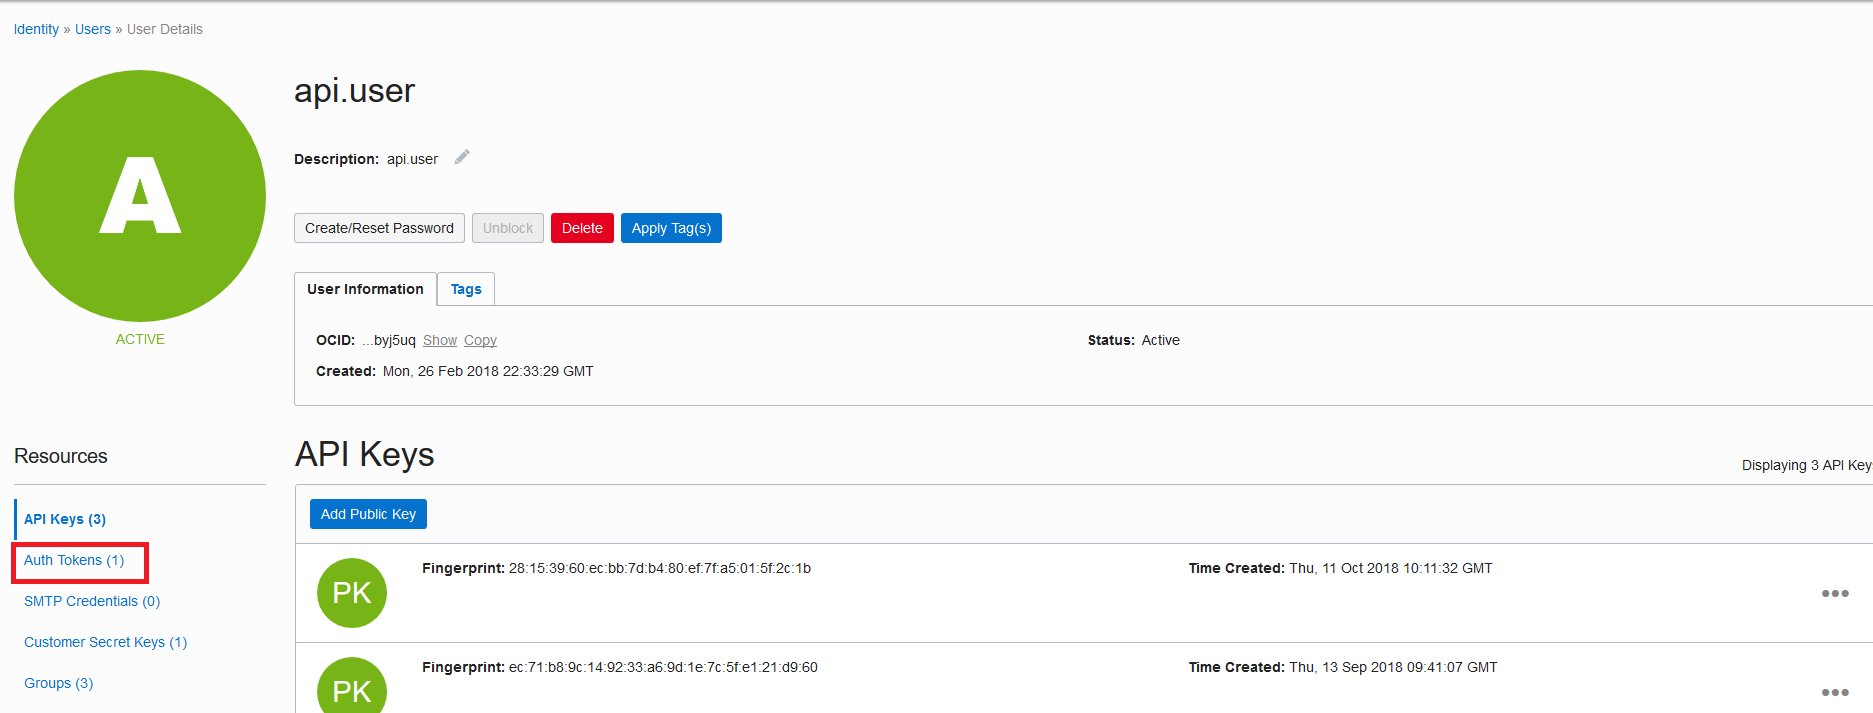 Identity » Users » User Details
A
ACTIVE
api.user
Description: api.user
Create/Reset Password Unblock Delete Apply Tag(s)
User Information Tags
OCID: ...byj5uq Show Copy Status: Active
Created: Mon, 26 Feb 2018 22:33:29 GMT
Resources
API Keys (3)
Auth Tokens (1)
SMTP Credentials (0)
Customer Secret Keys (1)
Groups (3)
API Keys
Displaying 3 API Keys
Add Public Key
PK Fingerprint: 28:15:39:60:ec:bb:7d:b4:80:ef:7f:a5:01:5f:2c:1b Time Created: Thu, 11 Oct 2018 10:11:32 GMT
PK Fingerprint: ec:71:b8:9c:14:92:33:a6:9d:1e:7c:5f:e1:21:d9:60 Time Created: Thu, 13 Sep 2018 09:41:07 GMT